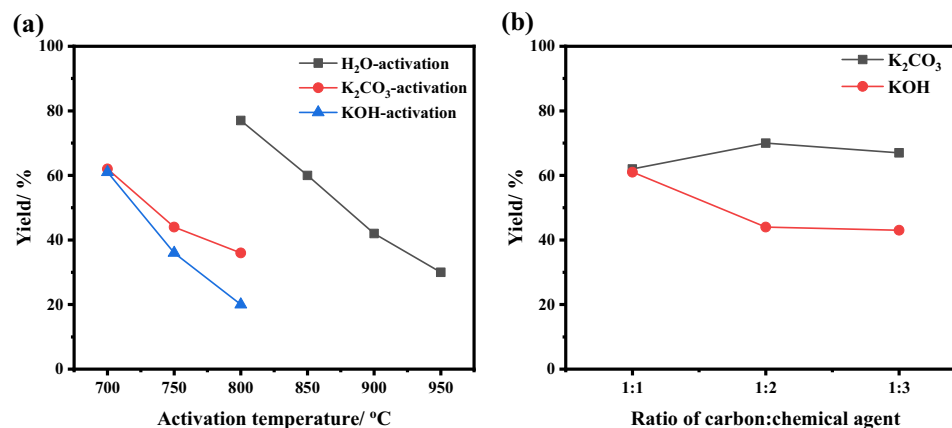 (a)
H₂O-activation
K₂CO₃-activation
KOH-activation
Yield/ %
100
80
60
40
20
0
700 750 800 850 900 950
Activation temperature/ °C
(b)
K₂CO₃
KOH
Yield/ %
100
80
60
40
20
0
1:1 1:2 1:3
Ratio of carbon:chemical agent